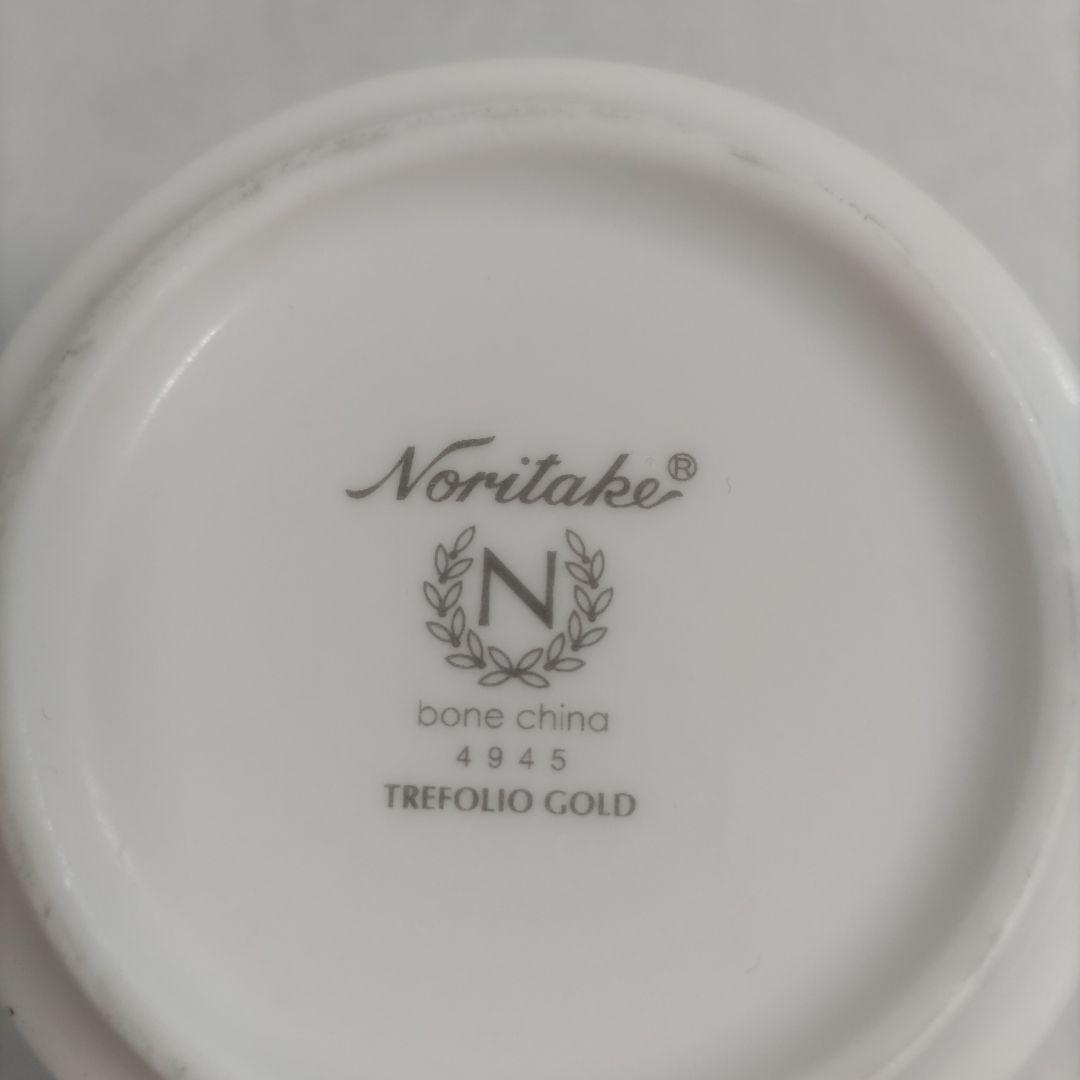 Noritake®
N
bone china
4945
TREFOLIO GOLD